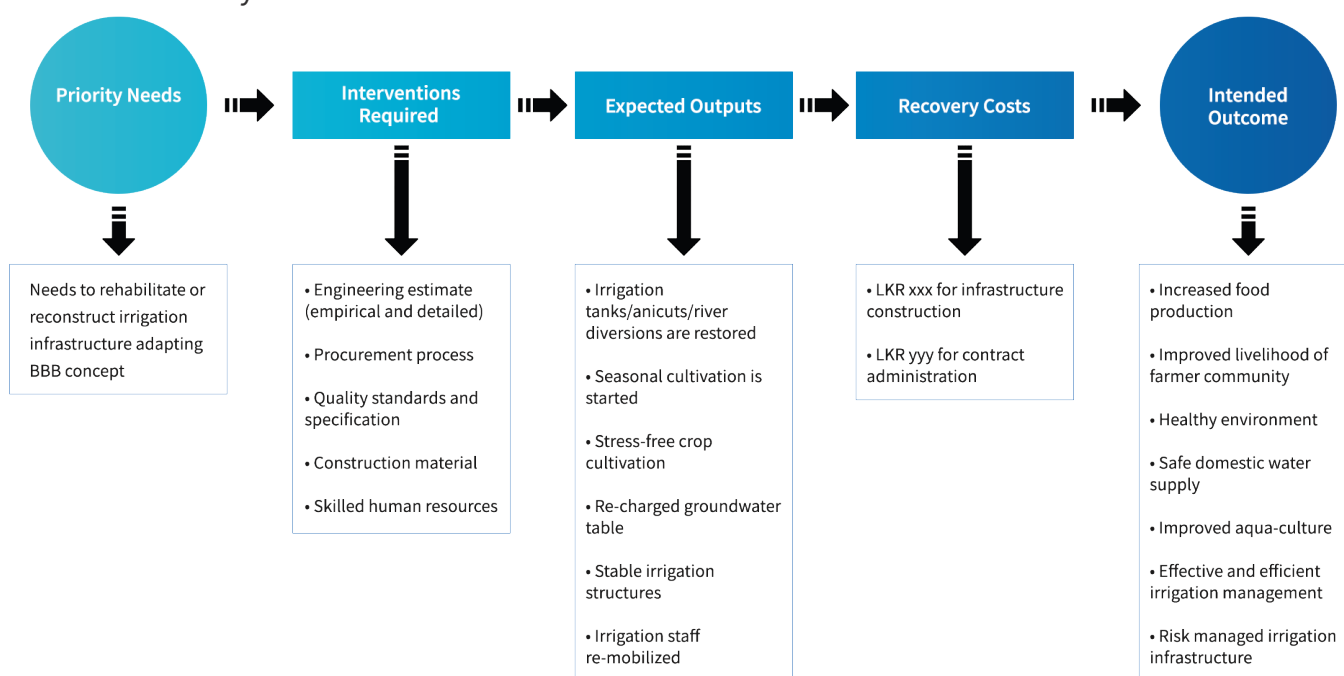 Priority Needs
Interventions
Required
Expected Outputs
Recovery Costs
Intended
Outcome
Needs to rehabilitate or
reconstruct irrigation
infrastructure adapting
BBB concept
• Engineering estimate
(empirical and detailed)
• Procurement process
• Quality standards and
specification
• Construction material
• Skilled human resources
• Irrigation
tanks/anicuts/river
diversions are restored
• Seasonal cultivation is
started
• Stress-free crop
cultivation
• Re-charged groundwater
table
• Stable irrigation
structures
• Irrigation staff
re-mobilized
• LKR xxx for infrastructure
construction
• LKR yyy for contract
administration
• Increased food
production
• Improved livelihood of
farmer community
• Healthy environment
• Safe domestic water
supply
• Improved aqua-culture
• Effective and efficient
irrigation management
• Risk managed irrigation
infrastructure